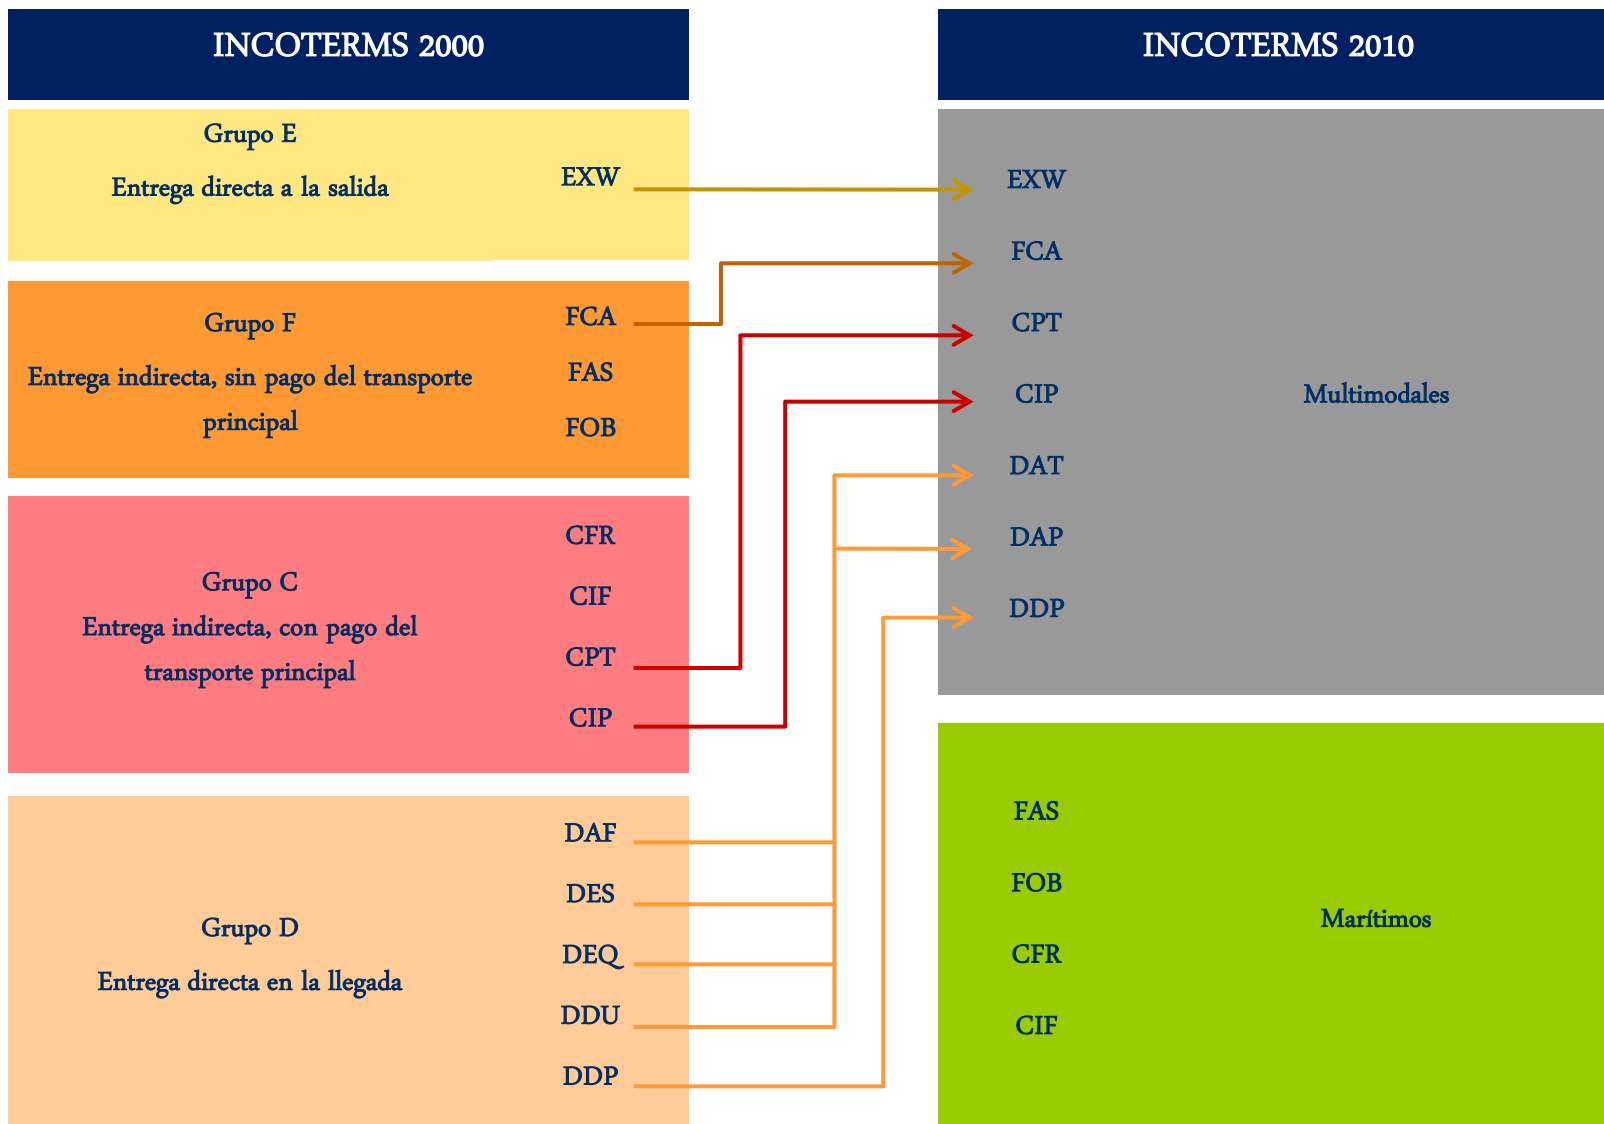 INCOTERMS 2000
Grupo E
Entrega directa a la salida
EXW
Grupo F
Entrega indirecta, sin pago del transporte
principal
FCA
FAS
FOB
Grupo C
Entrega indirecta, con pago del
transporte principal
CFR
CIF
CPT
CIP
Grupo D
Entrega directa en la llegada
DAF
DES
DEQ
DDU
DDP
INCOTERMS 2010
EXW
FCA
CPT
CIP
DAT
DAP
DDP
Multimodales
FAS
FOB
CFR
CIF
Marítimos